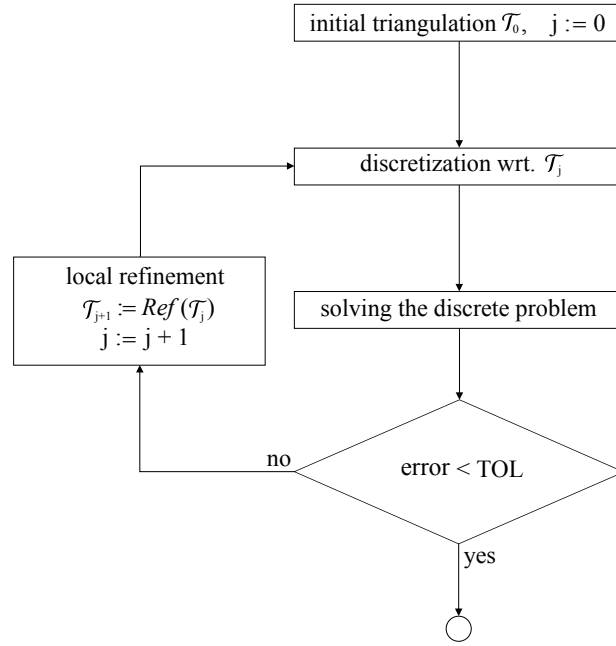 initial triangulation 𝒯₀, j := 0
discretization wrt. 𝒯ⱼ
local refinement
𝒯ⱼ₊₁ := Ref(𝒯ⱼ)
j := j + 1
solving the discrete problem
no
error < TOL
yes